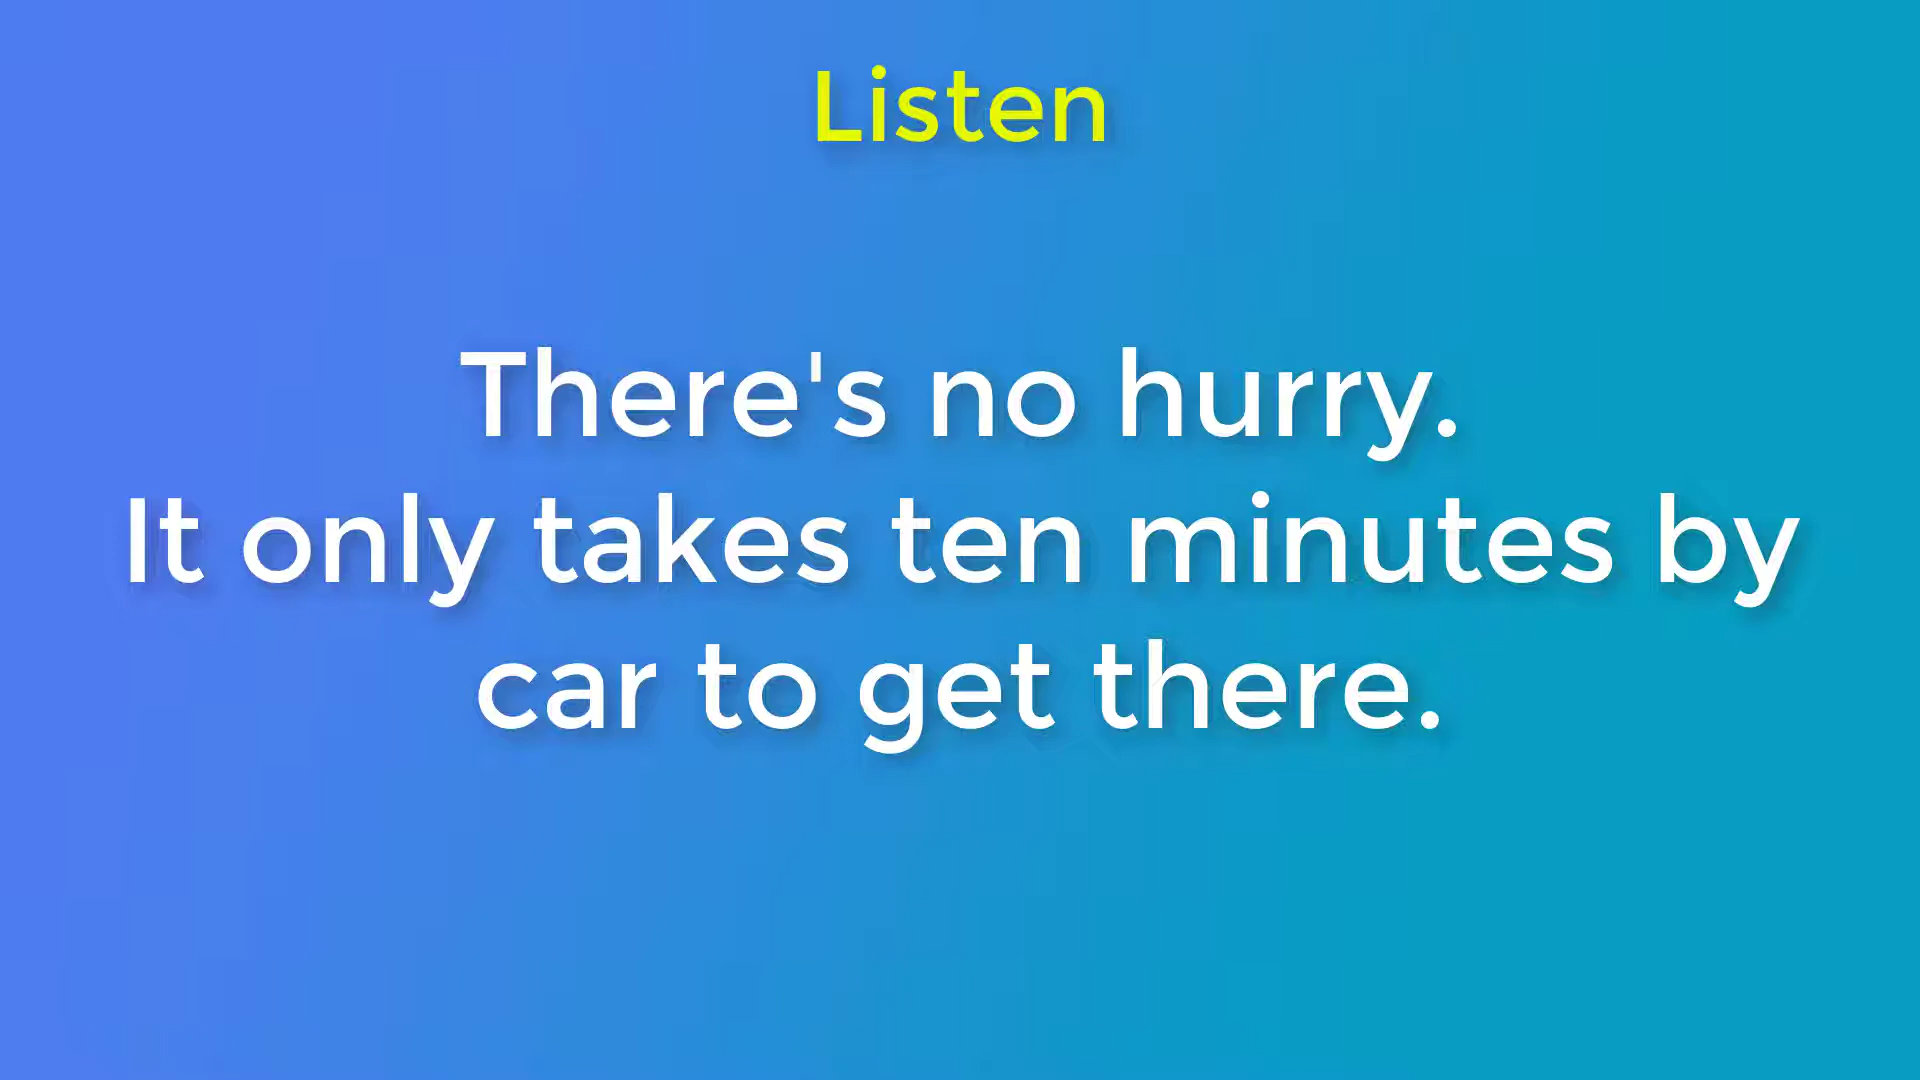 Listen
There's no hurry.
It only takes ten minutes by
car to get there.